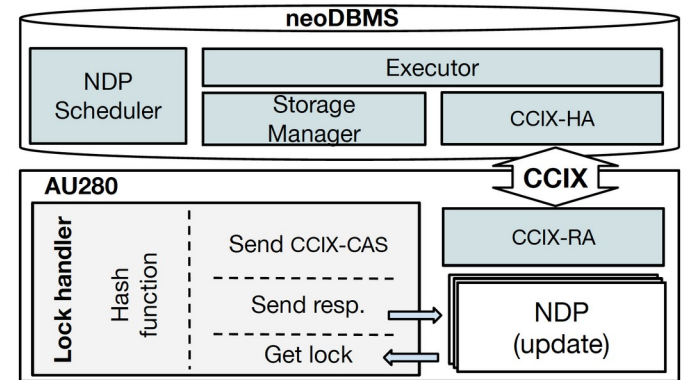 neoDBMS
NDP
Scheduler
Executor
Storage
Manager
CCIX-HA
CCIX
AU280
Lock handler
Hash
function
Send CCIX-CAS
Send resp.
Get lock
CCIX-RA
NDP
(update)